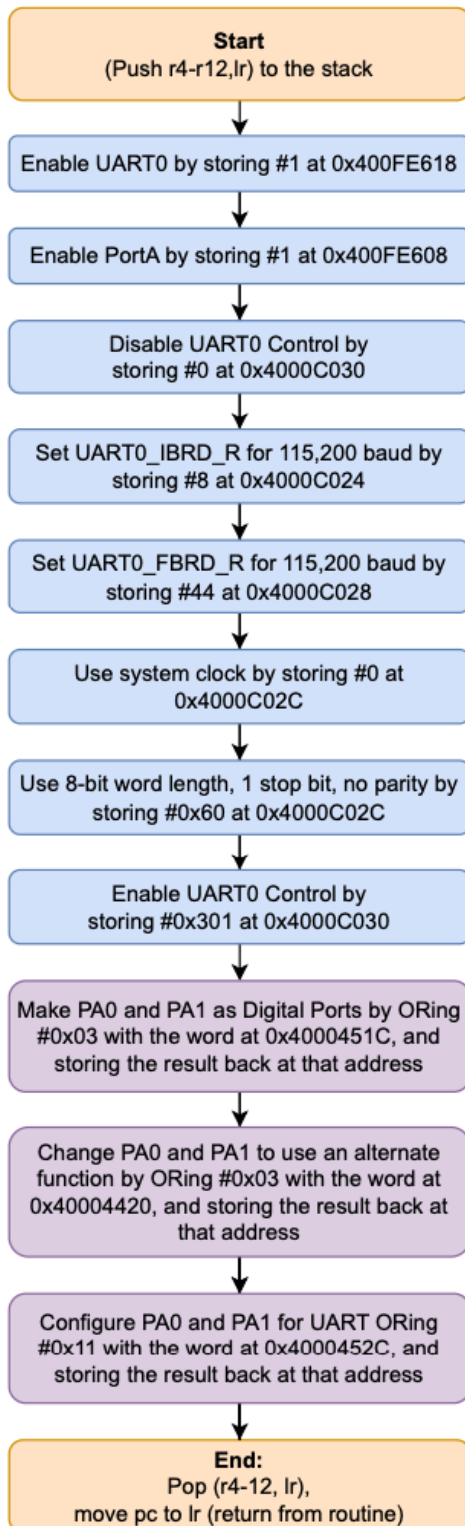 Start
(Push r4-r12,lr) to the stack
Enable UART0 by storing #1 at 0x400FE618
Enable PortA by storing #1 at 0x400FE608
Disable UART0 Control by
storing #0 at 0x4000C030
Set UART0_IBRD_R for 115,200 baud by
storing #8 at 0x4000C024
Set UART0_FBRD_R for 115,200 baud by
storing #44 at 0x4000C028
Use system clock by storing #0 at
0x4000C02C
Use 8-bit word length, 1 stop bit, no parity by
storing #0x60 at 0x4000C02C
Enable UART0 Control by
storing #0x301 at 0x4000C030
Make PA0 and PA1 as Digital Ports by ORing
#0x03 with the word at 0x4000451C, and
storing the result back at that address
Change PA0 and PA1 to use an alternate
function by ORing #0x03 with the word at
0x40004420, and storing the result back at
that address
Configure PA0 and PA1 for UART ORing
#0x11 with the word at 0x4000452C, and
storing the result back at that address
End:
Pop (r4-12, lr),
move pc to lr (return from routine)